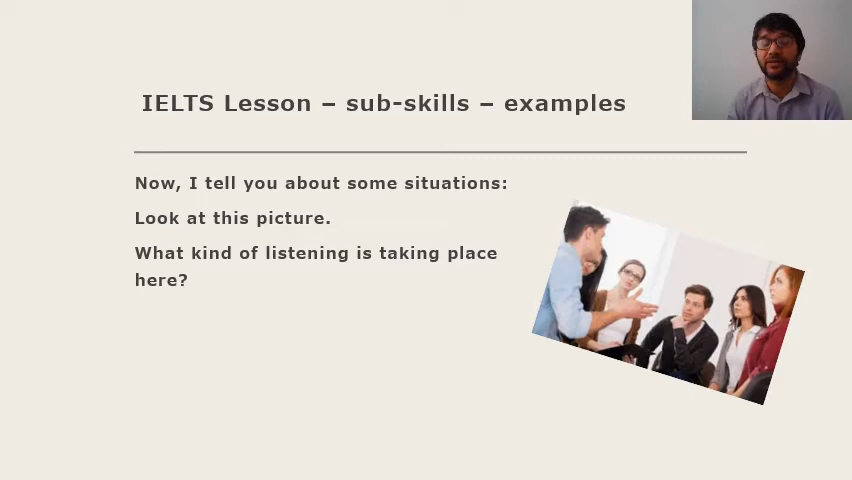 IELTS Lesson – sub-skills – examples
Now, I tell you about some situations:
Look at this picture.
What kind of listening is taking place
here?